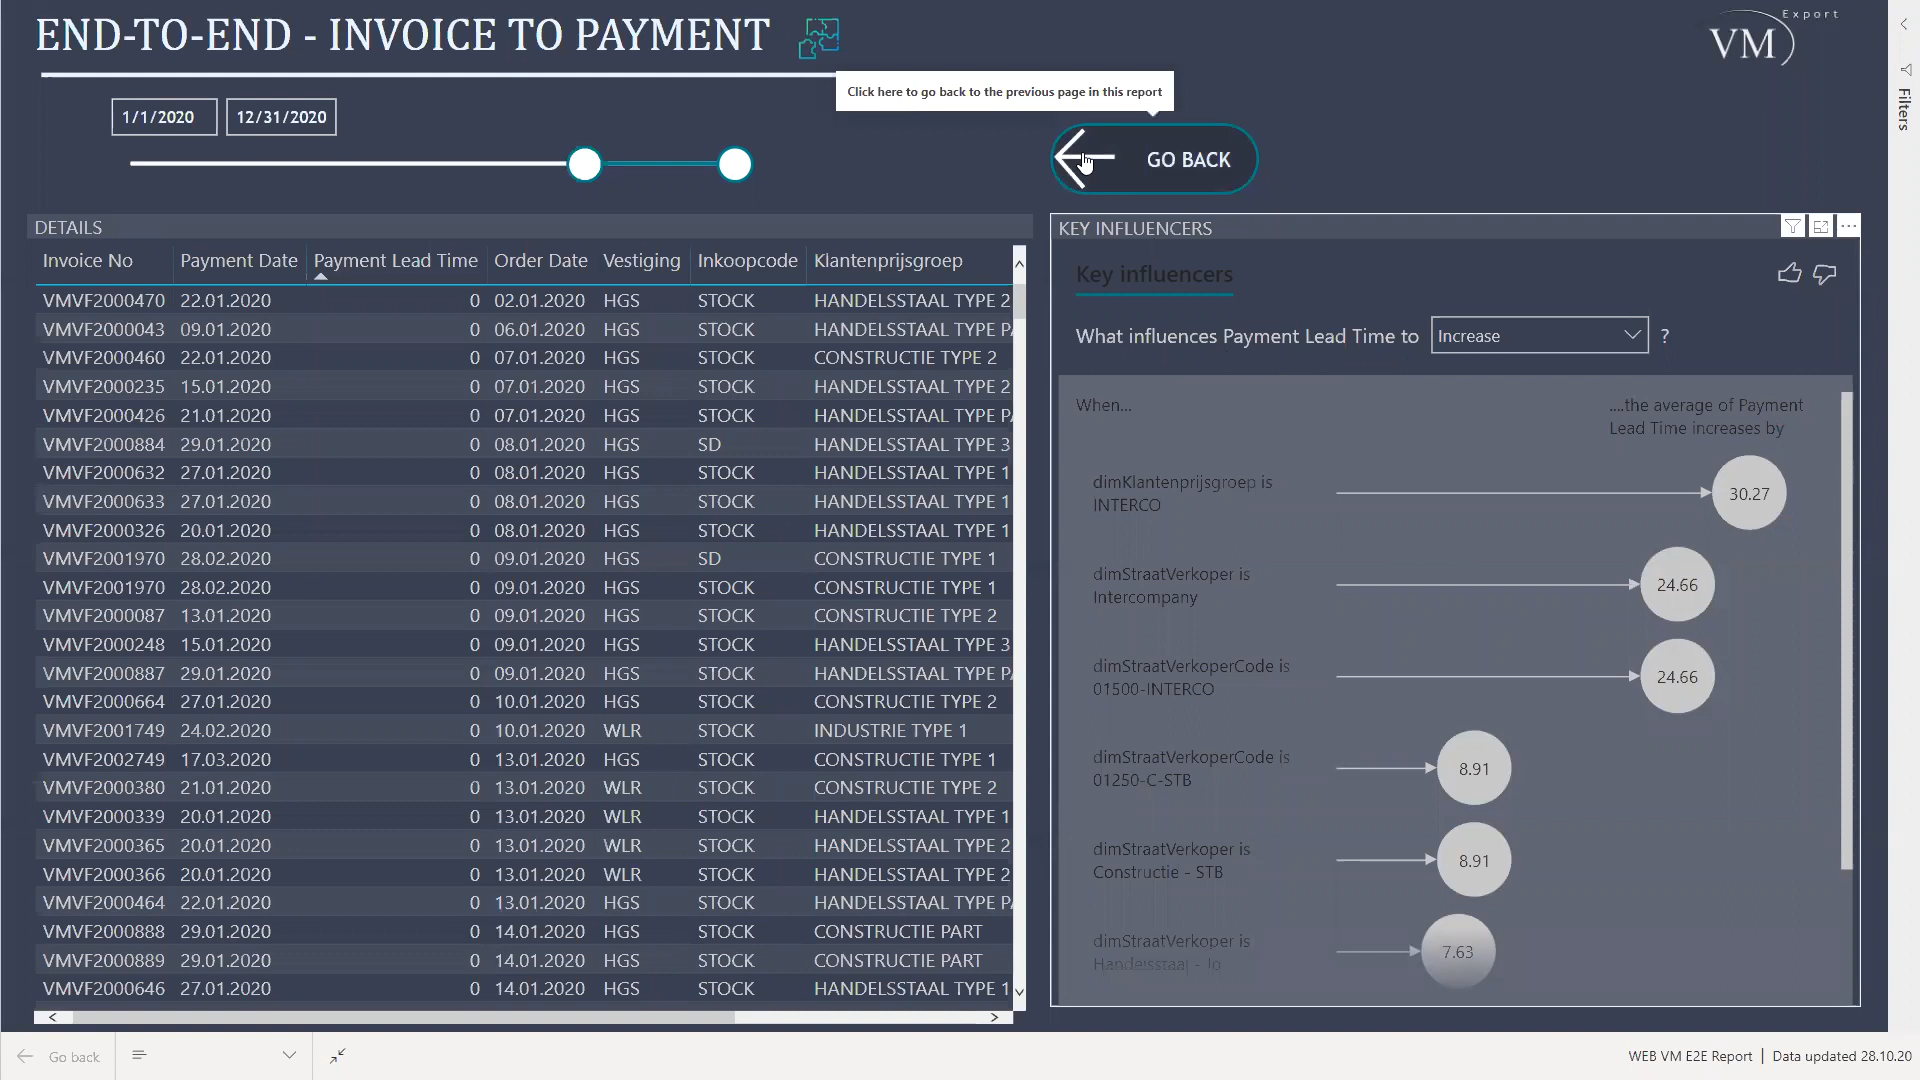 END-TO-END - INVOICE TO PAYMENT
Export
VM
Click here to go back to the previous page in this report
1/1/2020 12/31/2020
GO BACK
Filters
DETAILS
Invoice No Payment Date Payment Lead Time Order Date Vestiging Inkoopcode Klantenprijsgroep
VMVF2000470 22.01.2020 0 02.01.2020 HGS STOCK HANDELSSTAAL TYPE 2
VMVF2000043 09.01.2020 0 06.01.2020 HGS STOCK HANDELSSTAAL TYPE PA
VMVF2000460 22.01.2020 0 07.01.2020 HGS STOCK CONSTRUCTIE TYPE 2
VMVF2000235 15.01.2020 0 07.01.2020 HGS STOCK HANDELSSTAAL TYPE 2
VMVF2000426 21.01.2020 0 07.01.2020 HGS STOCK HANDELSSTAAL TYPE PA
VMVF2000884 29.01.2020 0 08.01.2020 HGS SD HANDELSSTAAL TYPE 3
VMVF2000632 27.01.2020 0 08.01.2020 HGS STOCK HANDELSSTAAL TYPE 1
VMVF2000633 27.01.2020 0 08.01.2020 HGS STOCK HANDELSSTAAL TYPE 1
VMVF2000326 20.01.2020 0 08.01.2020 HGS STOCK HANDELSSTAAL TYPE 1
VMVF2001970 28.02.2020 0 09.01.2020 HGS SD CONSTRUCTIE TYPE 1
VMVF2001970 28.02.2020 0 09.01.2020 HGS STOCK CONSTRUCTIE TYPE 1
VMVF2000087 13.01.2020 0 09.01.2020 HGS STOCK CONSTRUCTIE TYPE 2
VMVF2000248 15.01.2020 0 09.01.2020 HGS STOCK HANDELSSTAAL TYPE 3
VMVF2000887 29.01.2020 0 09.01.2020 HGS STOCK HANDELSSTAAL TYPE PA
VMVF2000664 27.01.2020 0 10.01.2020 HGS STOCK CONSTRUCTIE TYPE 2
VMVF2001749 24.02.2020 0 10.01.2020 WLR STOCK INDUSTRIE TYPE 1
VMVF2002749 17.03.2020 0 13.01.2020 HGS STOCK CONSTRUCTIE TYPE 1
VMVF2000380 21.01.2020 0 13.01.2020 WLR STOCK CONSTRUCTIE TYPE 2
VMVF2000339 20.01.2020 0 13.01.2020 WLR STOCK HANDELSSTAAL TYPE 1
VMVF2000365 20.01.2020 0 13.01.2020 WLR STOCK HANDELSSTAAL TYPE 2
VMVF2000366 20.01.2020 0 13.01.2020 WLR STOCK HANDELSSTAAL TYPE 2
VMVF2000464 22.01.2020 0 13.01.2020 HGS STOCK HANDELSSTAAL TYPE PA
VMVF2000888 29.01.2020 0 14.01.2020 HGS STOCK CONSTRUCTIE PART
VMVF2000889 29.01.2020 0 14.01.2020 HGS STOCK CONSTRUCTIE PART
VMVF2000646 27.01.2020 0 14.01.2020 HGS STOCK HANDELSSTAAL TYPE 1
KEY INFLUENCERS
Key influencers
What influences Payment Lead Time to Increase ?
When...
....the average of Payment
Lead Time increases by
dimKlantenprijsgroep is
INTERCO
30.27
dimStraatVerkoper is
Intercompany
24.66
dimStraatVerkoperCode is
01500-INTERCO
24.66
dimStraatVerkoperCode is
01250-C-STB
8.91
dimStraatVerkoper is
Constructie - STB
8.91
dimStraatVerkoper is
Handelsstaal -
7.63
Go back
WEB VM E2E Report | Data updated 28.10.20